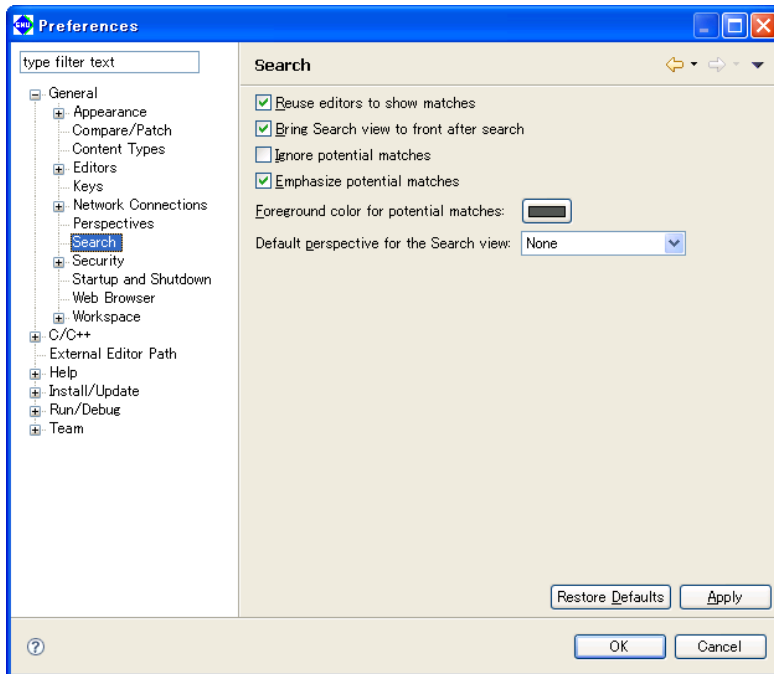 Preferences
type filter text
General
Appearance
Compare/Patch
Content Types
Editors
Keys
Network Connections
Perspectives
Search
Security
Startup and Shutdown
Web Browser
Workspace
C/C++
External Editor Path
Help
Install/Update
Run/Debug
Team
Search
Reuse editors to show matches
Bring Search view to front after search
Ignore potential matches
Emphasize potential matches
Foreground color for potential matches:
Default perspective for the Search view: None
Restore Defaults Apply
OK Cancel